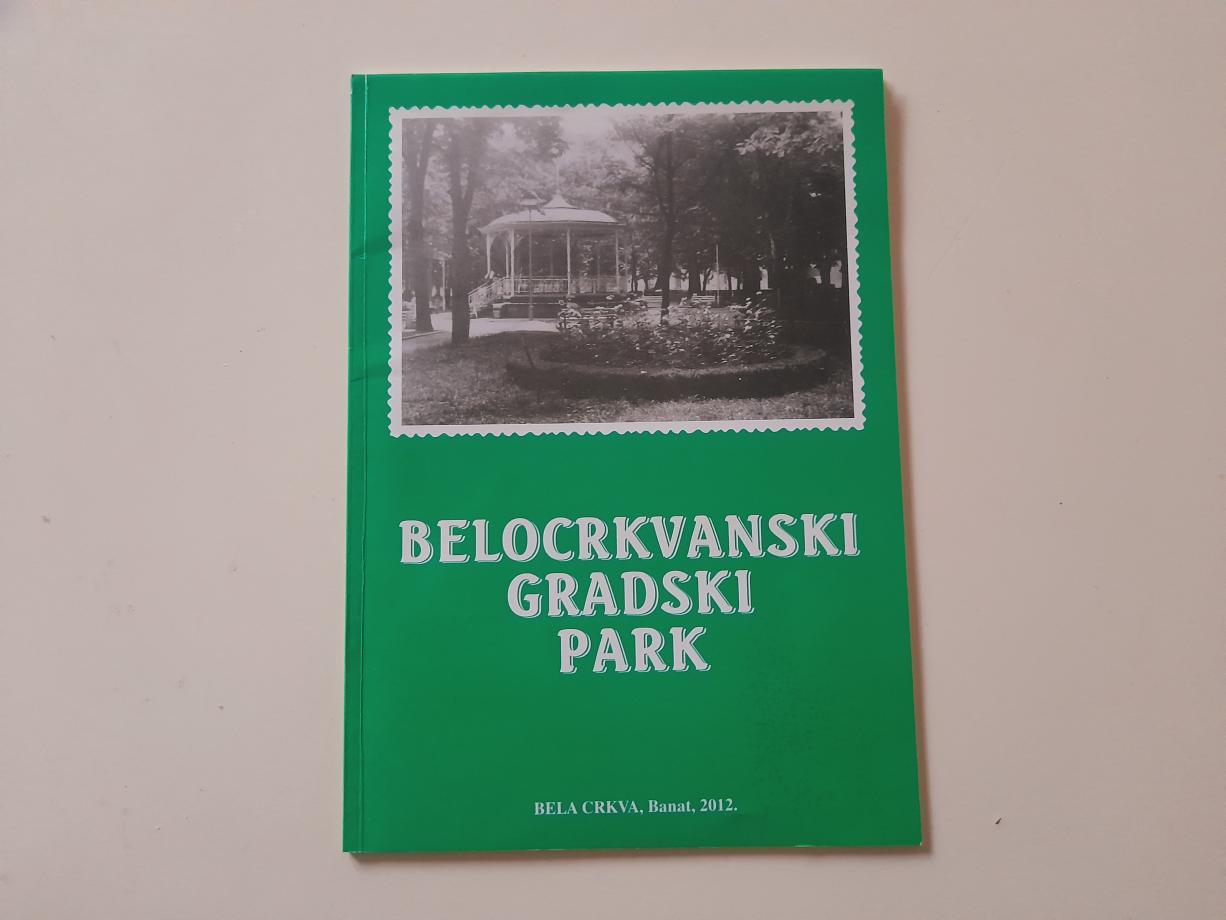 BELOCRKVANSKI
GRADSKI
PARK
BELA CRKVA, Banat, 2012.